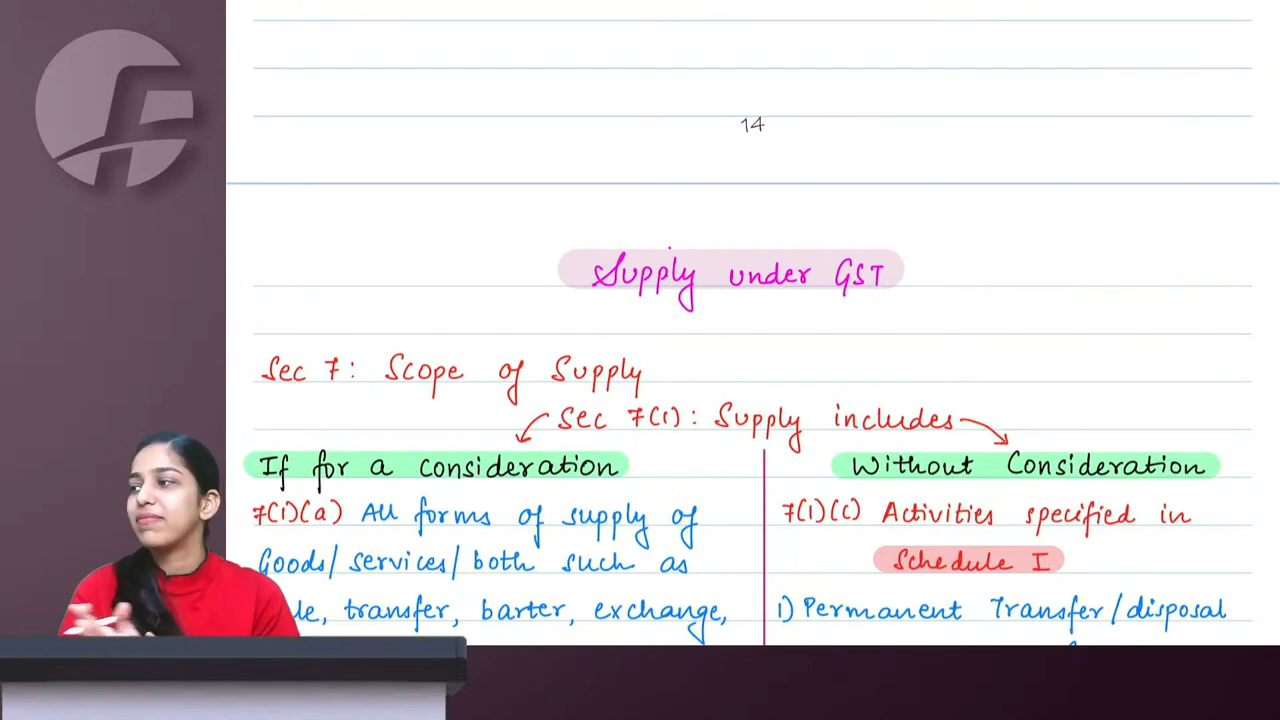 14
Supply under GST
Sec 7: Scope of Supply
Sec 7(1): Supply includes
If for a consideration
7(1)(a) All forms of supply of
Goods/services/both such as
le, transfer, barter, exchange,
Without Consideration
7(1)(c) Activities specified in
Schedule I
1) Permanent Transfer/disposal